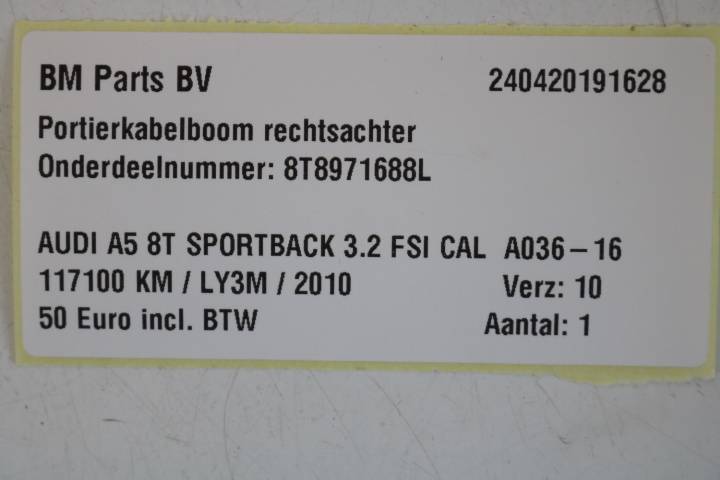 BM Parts BV 240420191628
Portierkabelboom rechtsachter
Onderdeelnummer: 8T8971688L
AUDI A5 8T SPORTBACK 3.2 FSI CAL A036-16
117100 KM / LY3M / 2010 Verz: 10
50 Euro incl. BTW Aantal: 1